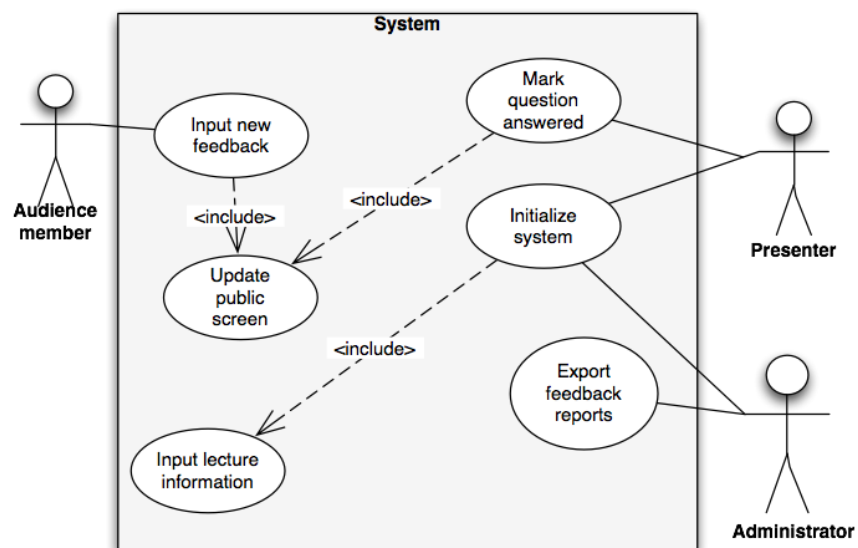 System
Mark
question
answered
Input new
feedback
<include>
<include>
Audience
member
Initialize
system
Presenter
Update
public
screen
<include>
Export
feedback
reports
Input lecture
information
Administrator